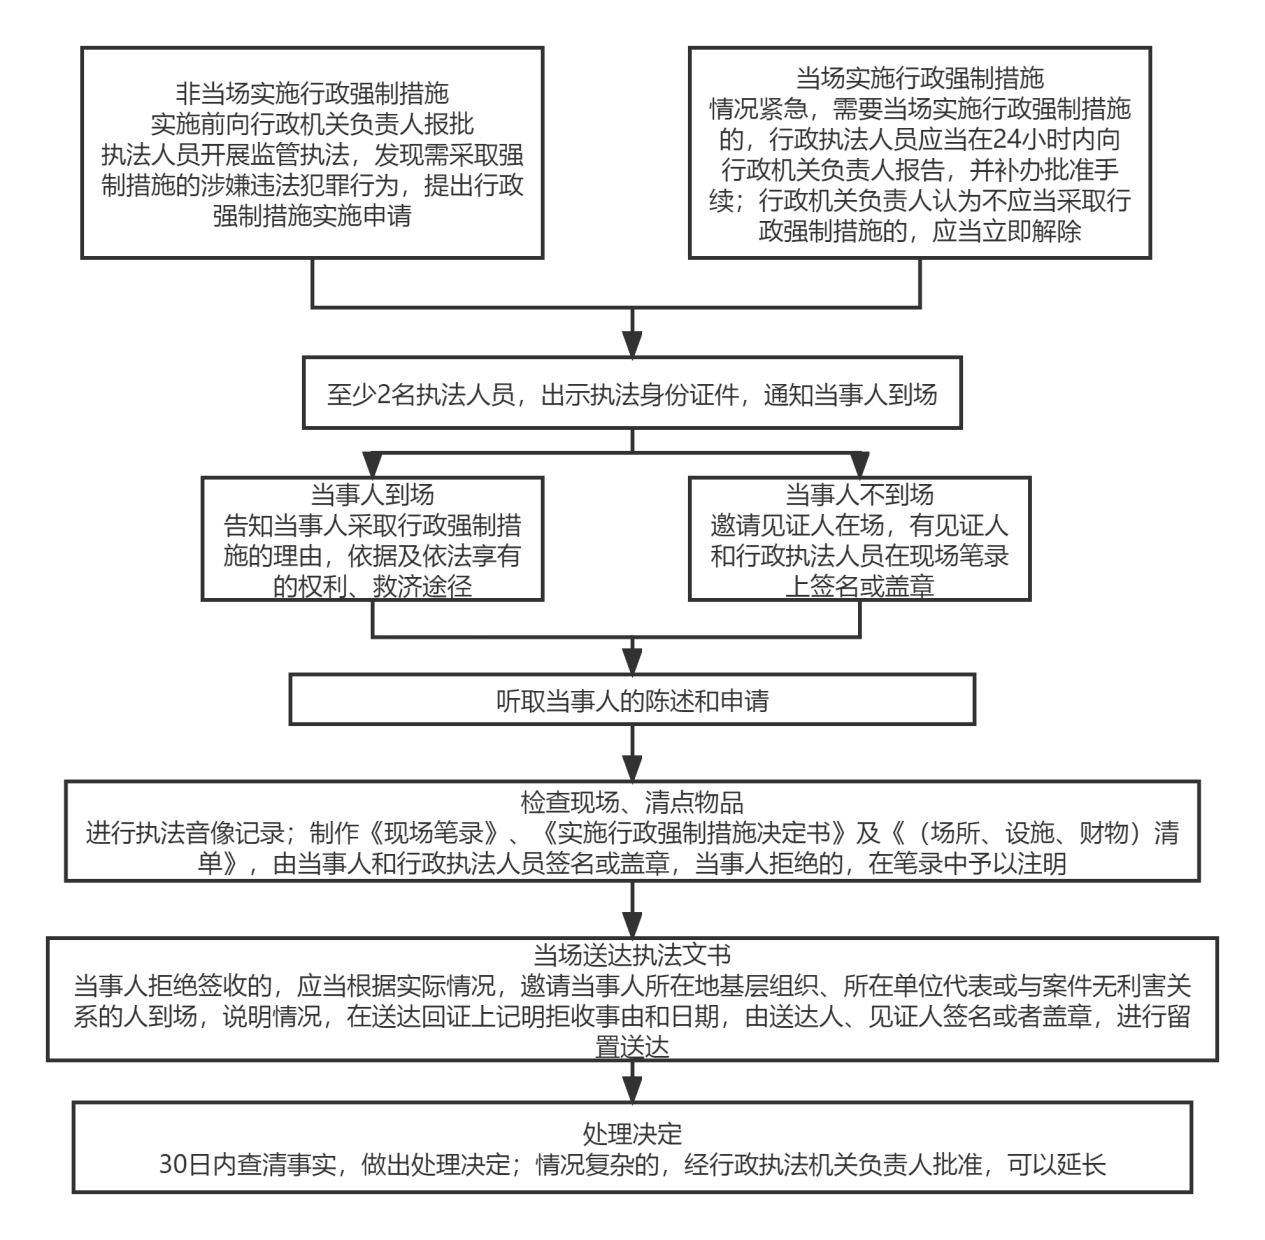 非当场实施行政强制措施
实施前向行政机关负责人报批
执法人员开展监管执法，发现需采取强
制措施的涉嫌违法犯罪行为，提出行政
强制措施实施申请
当场实施行政强制措施
情况紧急，需要当场实施行政强制措施
的，行政执法人员应当在24小时内向
行政机关负责人报告，并补办批准手
续；行政机关负责人认为不应当采取行
政强制措施的，应当立即解除
至少2名执法人员，出示执法身份证件，通知当事人到场
当事人到场
告知当事人采取行政强制措
施的理由，依据及依法享有
的权利、救济途径
当事人不到场
邀请见证人在场，有见证人
和行政执法人员在现场笔录
上签名或盖章
听取当事人的陈述和申请
检查现场、清点物品
进行执法音像记录；制作《现场笔录》、《实施行政强制措施决定书》及《（场所、设施、财物）清
单》，由当事人和行政执法人员签名或盖章，当事人拒绝的，在笔录中予以注明
当场送达执法文书
当事人拒绝签收的，应当根据实际情况，邀请当事人所在地基层组织、所在单位代表或与案件无利害关
系的人到场，说明情况，在送达回证上记明拒收事由和日期，由送达人、见证人签名或者盖章，进行留
置送达
处理决定
30日内查清事实，做出处理决定；情况复杂的，经行政执法机关负责人批准，可以延长